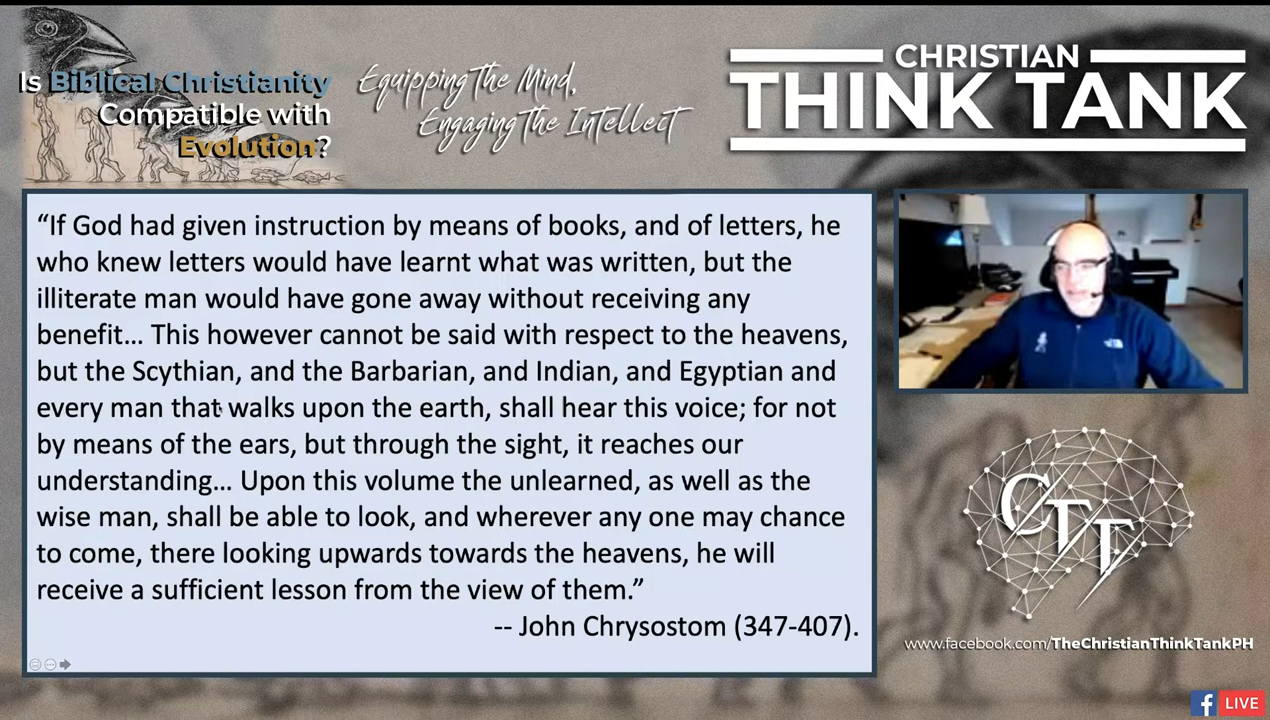 Is Biblical Christianity
Compatible with
Evolution?
Equipping The Mind,
Engaging The Intellect
CHRISTIAN
THINK TANK
“If God had given instruction by means of books, and of letters, he
who knew letters would have learnt what was written, but the
illiterate man would have gone away without receiving any
benefit... This however cannot be said with respect to the heavens,
but the Scythian, and the Barbarian, and Indian, and Egyptian and
every man that walks upon the earth, shall hear this voice; for not
by means of the ears, but through the sight, it reaches our
understanding... Upon this volume the unlearned, as well as the
wise man, shall be able to look, and wherever any one may chance
to come, there looking upwards towards the heavens, he will
receive a sufficient lesson from the view of them.”
-- John Chrysostom (347-407).
CTT
www.facebook.com/TheChristianThinkTankPH
f LIVE